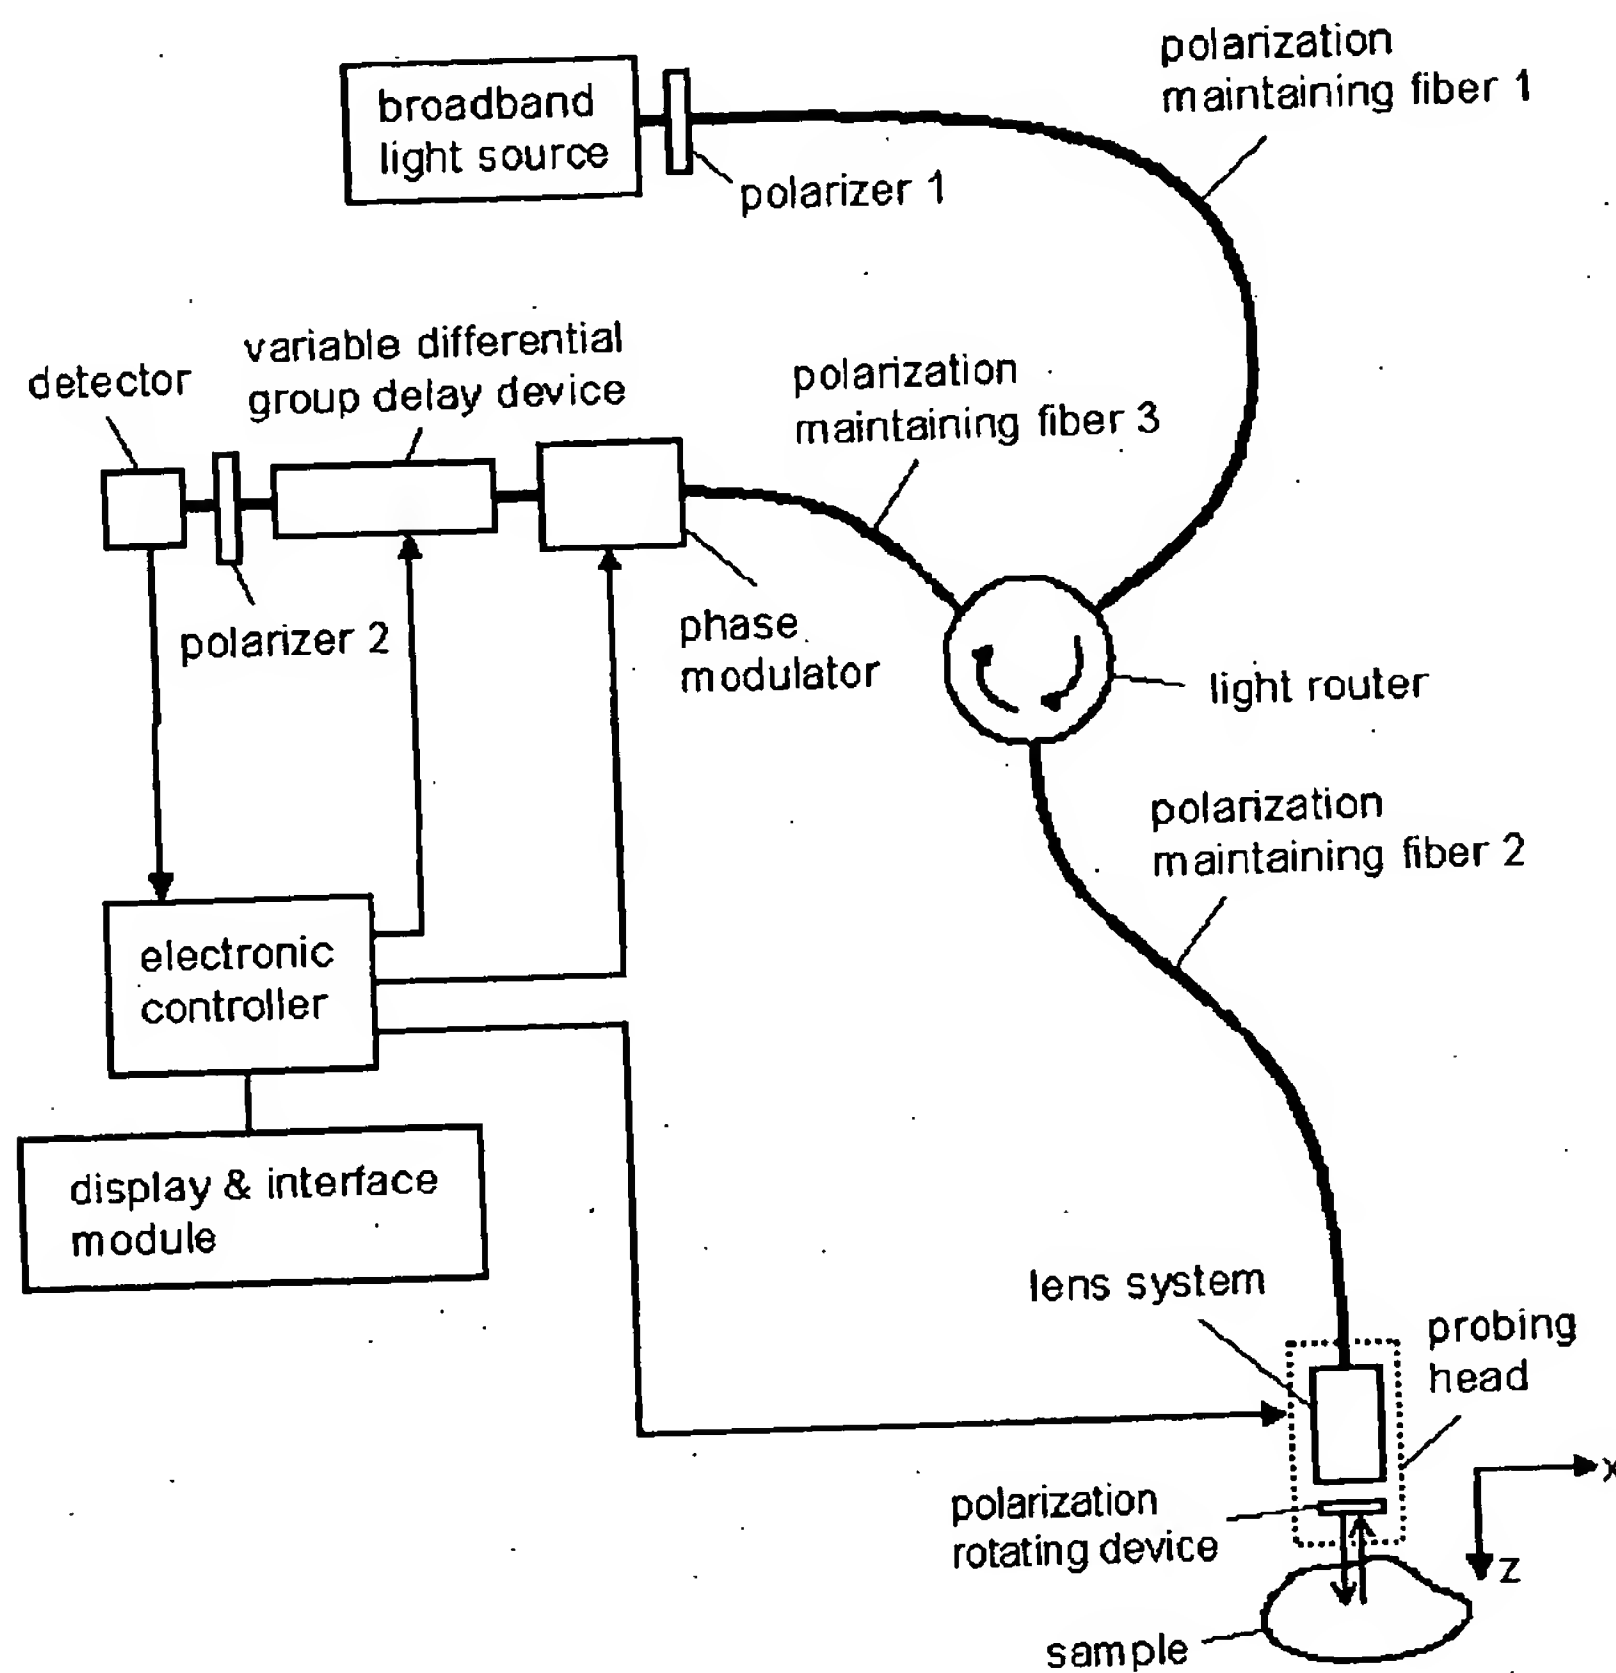 polarization
maintaining fiber 1
broadband
light source
polarizer 1
variable differential
group delay device
detector
polarization
maintaining fiber 3
polarizer 2
phase
modulator
light router
polarization
maintaining fiber 2
electronic
controller
display & interface
module
lens system
probing
head
x
polarization
rotating device
z
sample